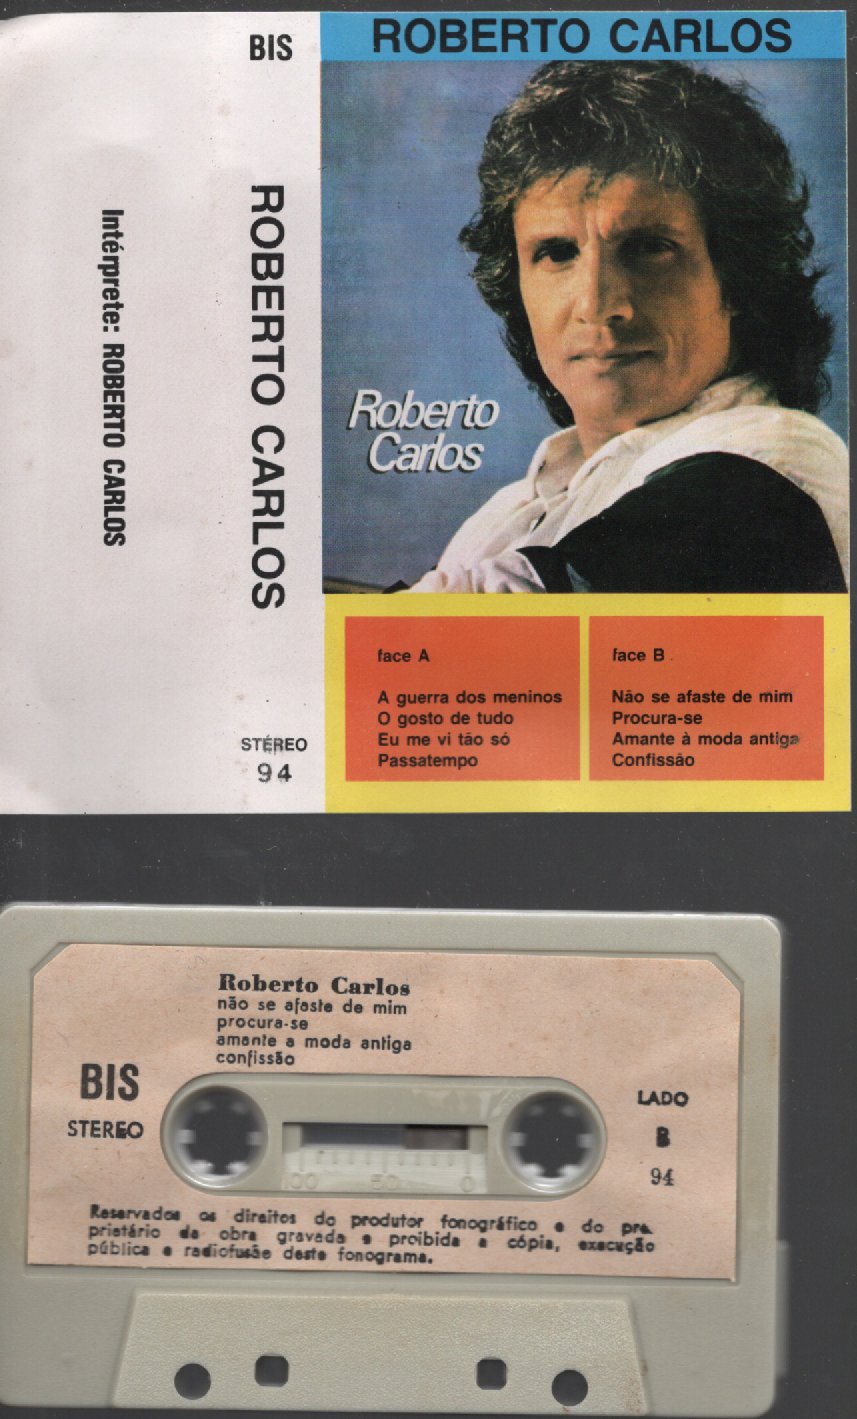 BIS
ROBERTO CARLOS
Intérprete: ROBERTO CARLOS
STÉREO
94
ROBERTO CARLOS
Roberto
Carlos
face A
A guerra dos meninos
O gosto de tudo
Eu me vi tão só
Passatempo
face B
Não se afaste de mim
Procura-se
Amante à moda antiga
Confissão
Roberto Carlos
não se afaste de mim
procura-se
amante a moda antiga
confissão
BIS
STEREO
LADO
B
94
100 50 0
Reservados os direitos do produtor fonográfico e do pro
prietário da obra gravada e proibida a cópia, execução
pública e radiofusão deste fonograma.